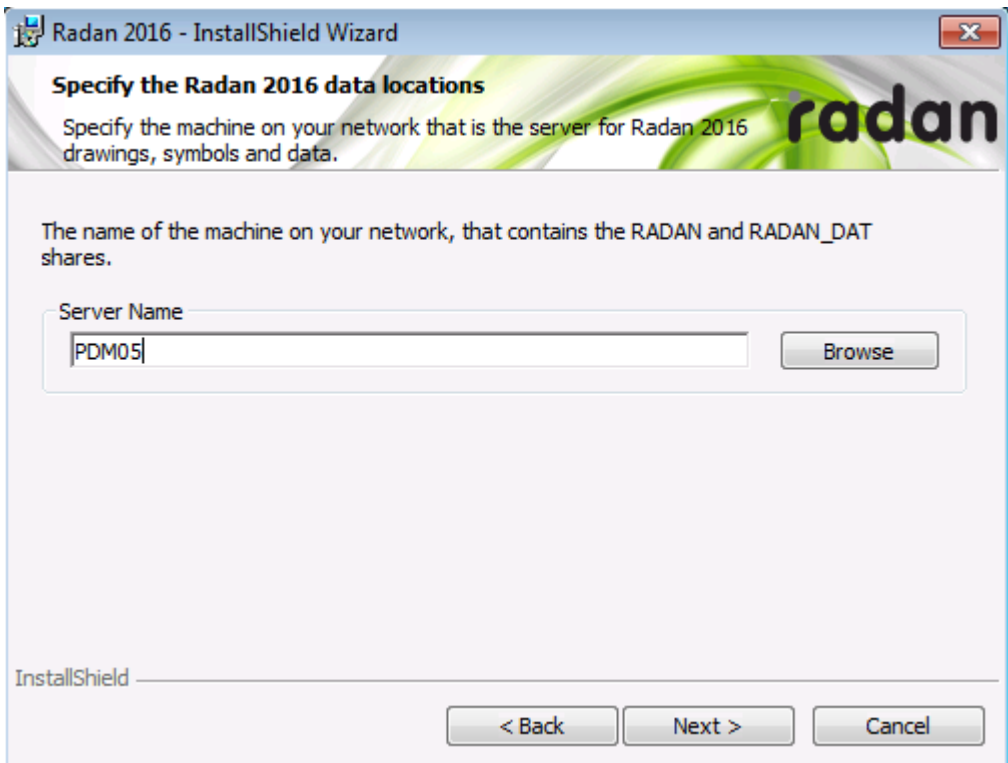 Radan 2016 - InstallShield Wizard
Specify the Radan 2016 data locations
Specify the machine on your network that is the server for Radan 2016
drawings, symbols and data.
radan
The name of the machine on your network, that contains the RADAN and RADAN_DAT
shares.
Server Name
PDM05
Browse
InstallShield
< Back
Next >
Cancel